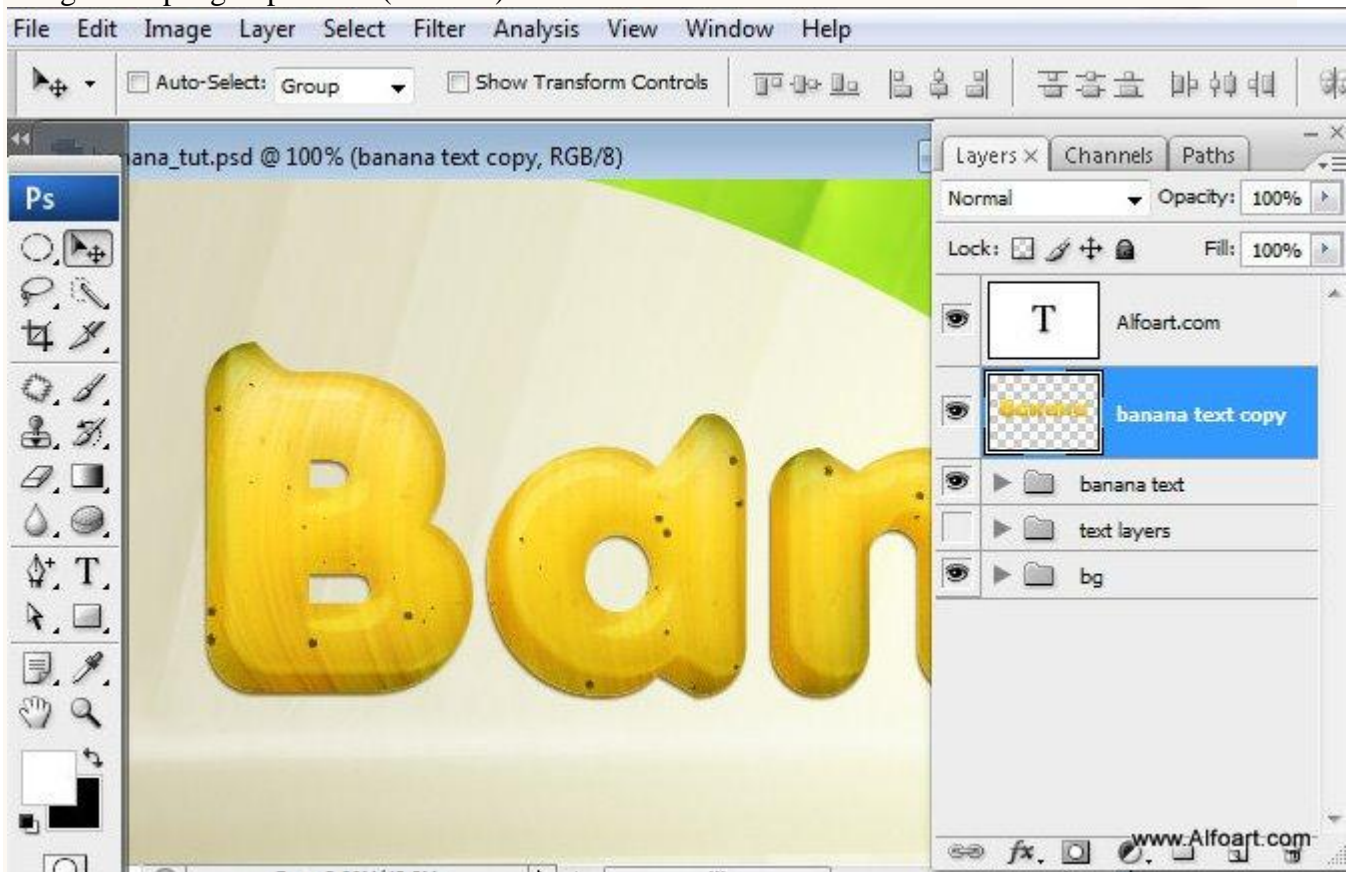 File Edit Image Layer Select Filter Analysis View Window Help
Auto-Select: Group Show Transform Controls
ana_tut.psd @ 100% (banana text copy, RGB/8)
Layers × Channels Paths
Ps
Normal Opacity: 100%
Lock: Fill: 100%
T Alfoart.com
Banana
banana text copy
banana text
text layers
bg
Ban
T
fx.
www.Alfoart.com